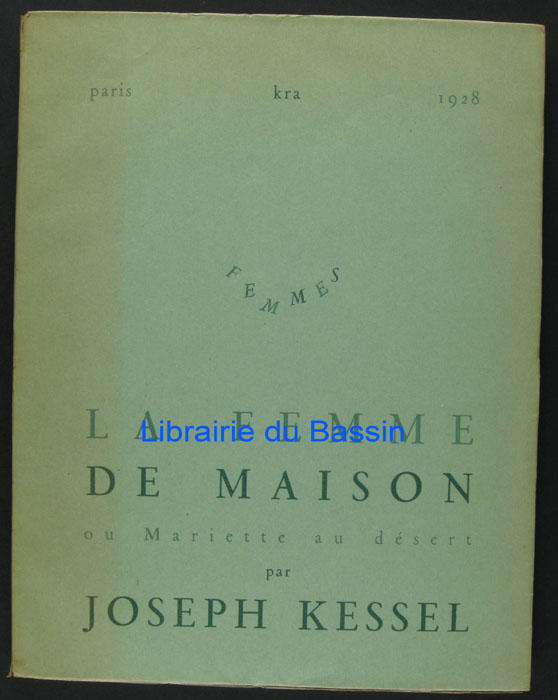 paris kra 1928
FEMMES
LA FEMME
Librairie du Bassin
DE MAISON
ou Mariette au désert
par
JOSEPH KESSEL